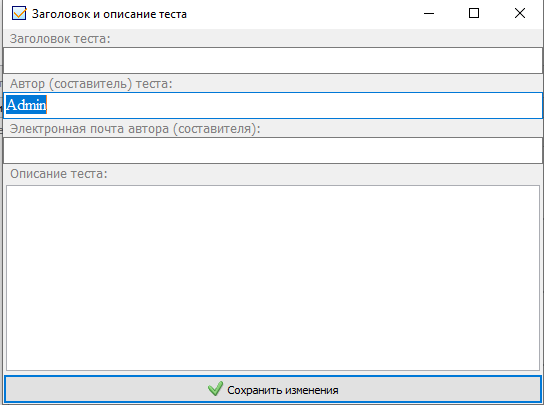 Заголовок и описание теста
Заголовок теста:
Автор (составитель) теста:
Admin
Электронная почта автора (составителя):
Описание теста:
Сохранить изменения